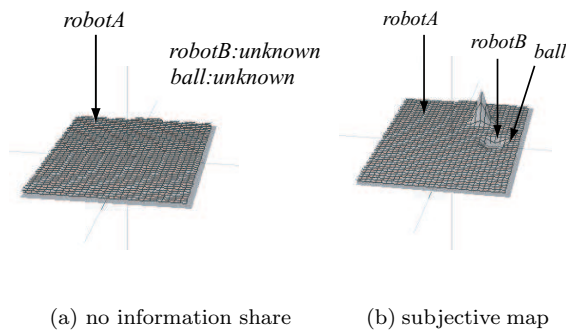 robotA
robotB:unknown
ball:unknown
robotA
robotB
ball
(a) no information share
(b) subjective map